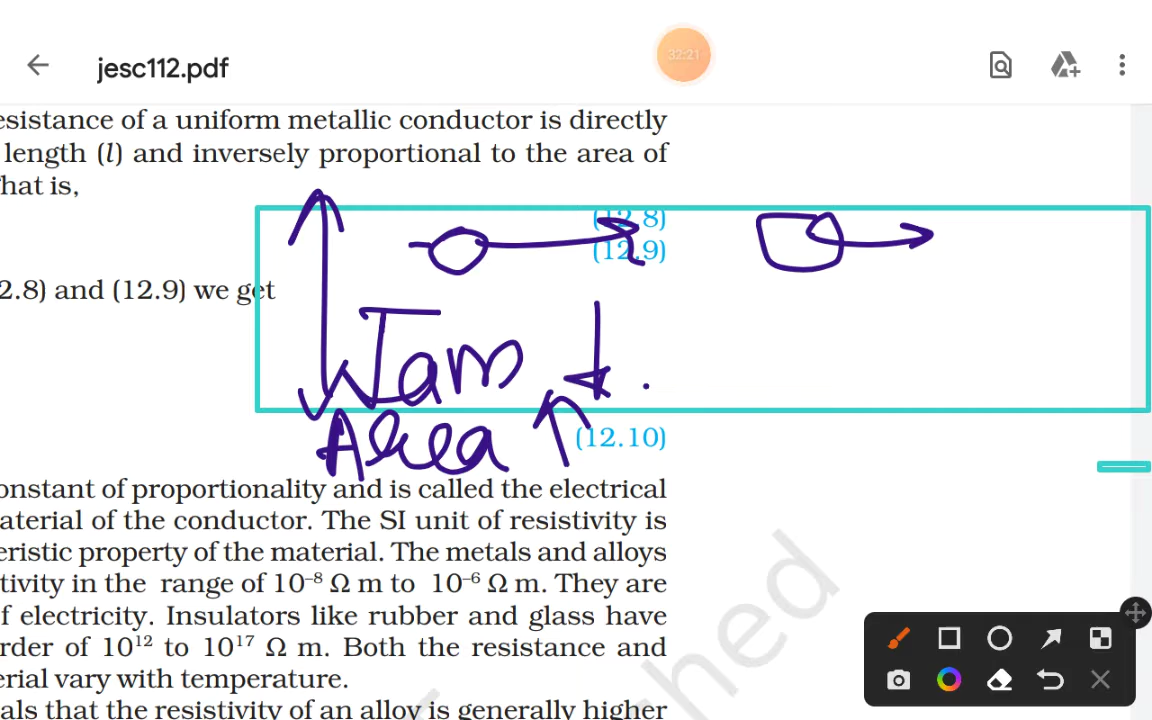 32:21
jesc112.pdf
esistance of a uniform metallic conductor is directly
length (l) and inversely proportional to the area of
hat is,
(12.8)
(12.9)
2.8) and (12.9) we get
Jam ↓
Area ↑
(12.10)
onstant of proportionality and is called the electrical
aterial of the conductor. The SI unit of resistivity is
eristic property of the material. The metals and alloys
tivity in the range of 10⁻⁸ Ω m to 10⁻⁶ Ω m. They are
f electricity. Insulators like rubber and glass have
rder of 10¹² to 10¹⁷ Ω m. Both the resistance and
erial vary with temperature.
als that the resistivity of an alloy is generally higher
shed